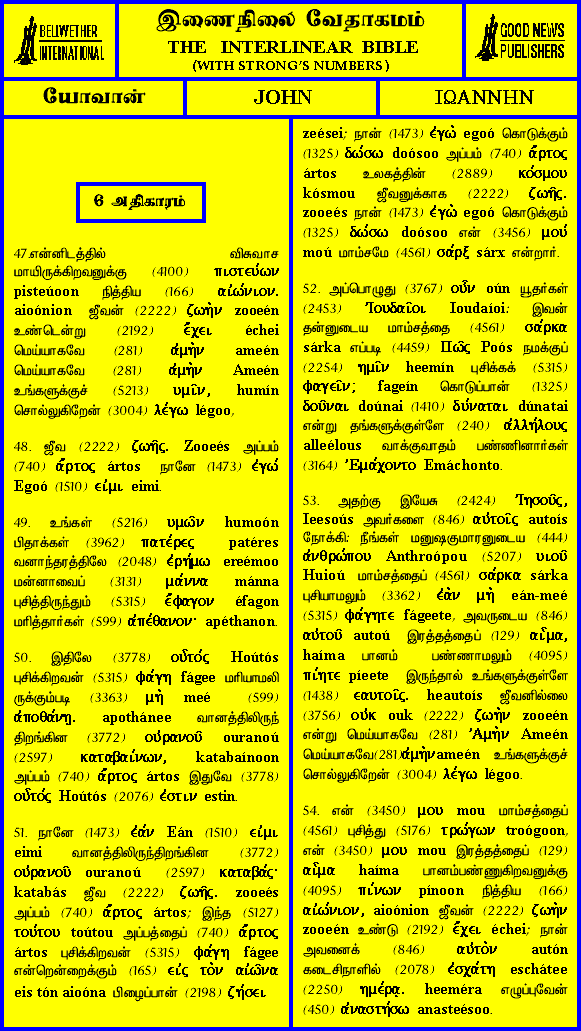 BELLWETHER
INTERNATIONAL
இணைநிலை வேதாகமம்
THE INTERLINEAR BIBLE
(WITH STRONG'S NUMBERS)
GOOD NEWS
PUBLISHERS
யோவான்
JOHN
ΙΩΑΝΝΗΝ
6 அதிகாரம்
47.என்னிடத்தில் விசுவாச
மாயிருக்கிறவனுக்கு (4100) πιστεύων
pisteúoon நித்திய (166) αἰώνιον.
aioónion ஜீவன் (2222) ζωὴν zooeén
உண்டென்று (2192) ἔχει échei
மெய்யாகவே (281) ἀμὴν ameén
மெய்யாகவே (281) ἀμὴν Ameén
உங்களுக்குச் (5213) υμῖν, humín
சொல்லுகிறேன் (3004) λέγω légoo,
48. ஜீவ (2222) ζωῆς. Zooeés அப்பம்
(740) ἄρτος ártos நானே (1473) ἐγώ
Egoó (1510) εἰμι eimi.
49. உங்கள் (5216) υμῶν humoón
பிதாக்கள் (3962) πατέρες patéres
வனாந்தரத்திலே (2048) ἐρήμω ereémoo
மன்னாவைப் (3131) μάννα mánna
புசித்திருந்தும் (5315) ἔφαγον éfagon
மரித்தார்கள் (599) ἀπέθανον· apéthanon.
50. இதிலே (3778) οὗτός Hoútós
புசிக்கிறவன் (5315) φάγη fágee மரியாமலி
ருக்கும்படி (3363) μὴ meé (599)
ἀποθάνη. apothánee வானத்திலிருந்
திறங்கின (3772) οὐρανοῦ ouranoú
(2597) καταβαίνων, katabaínoon
அப்பம் (740) ἄρτος ártos இதுவே (3778)
οὗτός Hoútós (2076) ἐστιν estin.
51. நானே (1473) ἐάν Eán (1510) εἰμι
eimi வானத்திலிருந்திறங்கின (3772)
οὐρανοῦ ouranoú (2597) καταβάς·
katabás ஜீவ (2222) ζωῆς. zooeés
அப்பம் (740) ἄρτος ártos; இந்த (5127)
τούτου toútou அப்பத்தைப் (740) ἄρτος
ártos புசிக்கிறவன் (5315) φάγη fágee
என்றென்றைக்கும் (165) εἰς τὸν αἰῶνα
eis tón aioóna பிழைப்பான் (2198) ζήσει
zeései; நான் (1473) ἐγὼ egoó கொடுக்கும்
(1325) δώσω doósoo அப்பம் (740) ἄρτος
ártos உலகத்தின் (2889) κόσμου
kósmou ஜீவனுக்காக (2222) ζωῆς.
zooeés நான் (1473) ἐγὼ egoó கொடுக்கும்
(1325) δώσω doósoo என் (3456) μού
moú மாம்சமே (4561) σάρξ sárx என்றார்.
52. அப்பொழுது (3767) οὖν oún யூதர்கள்
(2453) Ἰουδαῖοι Ioudaíoi: இவன்
தன்னுடைய மாம்சத்தை (4561) σάρκα
sárka எப்படி (4459) Πῶς Poós நமக்குப்
(2254) ημῖν heemín புசிக்கக் (5315)
φαγεῖν; fageín கொடுப்பான் (1325)
δοῦναι doúnai (1410) δύναται dúnatai
என்று தங்களுக்குள்ளே (240) ἀλλήλους
alleélous வாக்குவாதம் பண்ணினார்கள்
(3164) Ἐμάχοντο Emáchonto.
53. அதற்கு இயேசு (2424) Ἰησοῦς,
Ieesoús அவர்களை (846) αὐτοῖς autoís
நோக்கி: நீங்கள் மனுஷகுமாரனுடைய (444)
ἀνθρώπου Anthroópou (5207) υιοῦ
Huioú மாம்சத்தைப் (4561) σάρκα sárka
புசியாமலும் (3362) ἐὰν μὴ eán-meé
(5315) φάγητε fágeete, அவருடைய (846)
αὐτοῦ autoú இரத்தத்தைப் (129) αἷμα,
haíma பானம் பண்ணாமலும் (4095)
πίητε píeete இருந்தால் உங்களுக்குள்ளே
(1438) εαυτοῖς. heautoís ஜீவனில்லை
(3756) οὐκ ouk (2222) ζωὴν zooeén
என்று மெய்யாகவே (281) Ἀμὴν Ameén
மெய்யாகவே(281)ἀμὴνameén உங்களுக்குச்
சொல்லுகிறேன் (3004) λέγω légoo.
54. என் (3450) μου mou மாம்சத்தைப்
(4561) புசித்து (5176) τρώγων troógoon,
என் (3450) μου mou இரத்தத்தைப் (129)
αἷμα haíma பானம்பண்ணுகிறவனுக்கு
(4095) πίνων pínoon நித்திய (166)
αἰώνιον, aioónion ஜீவன் (2222) ζωὴν
zooeén உண்டு (2192) ἔχει échei; நான்
அவனைக் (846) αὐτὸν autón
கடைசிநாளில் (2078) ἐσχάτη eschátee
(2250) ημέρᾳ. heeméra எழுப்புவேன்
(450) ἀναστήσω anasteésoo.